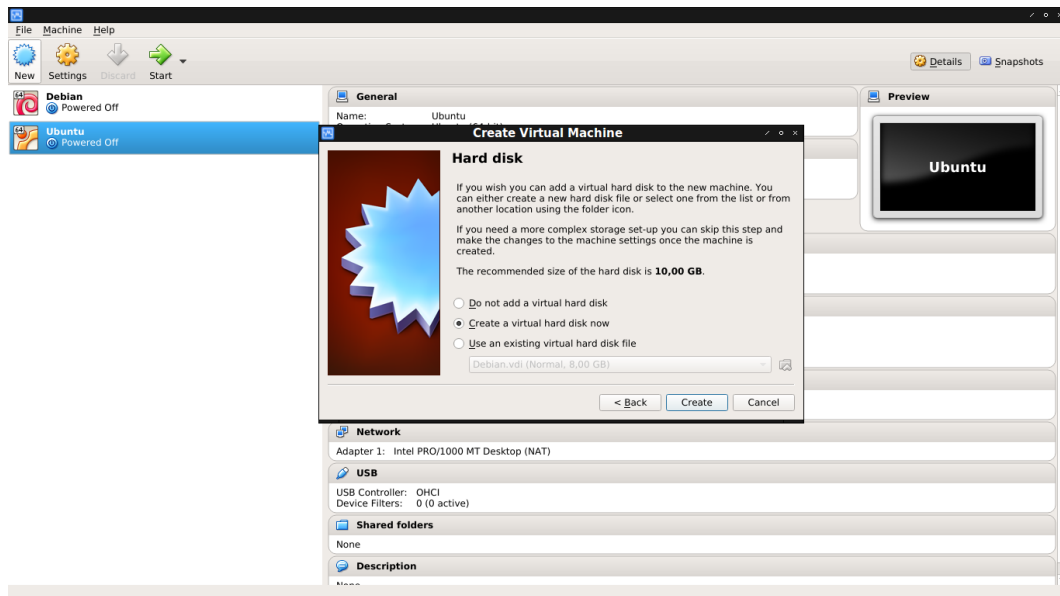 File Machine Help
New Settings Discard Start
Details Snapshots
64 Debian
Powered Off
64 Ubuntu
Powered Off
General
Name: Ubuntu
Preview
Ubuntu
Create Virtual Machine
Hard disk
If you wish you can add a virtual hard disk to the new machine. You
can either create a new hard disk file or select one from the list or from
another location using the folder icon.
If you need a more complex storage set-up you can skip this step and
make the changes to the machine settings once the machine is
created.
The recommended size of the hard disk is 10,00 GB.
Do not add a virtual hard disk
Create a virtual hard disk now
Use an existing virtual hard disk file
Debian.vdi (Normal, 8,00 GB)
< Back Create Cancel
Network
Adapter 1: Intel PRO/1000 MT Desktop (NAT)
USB
USB Controller: OHCI
Device Filters: 0 (0 active)
Shared folders
None
Description